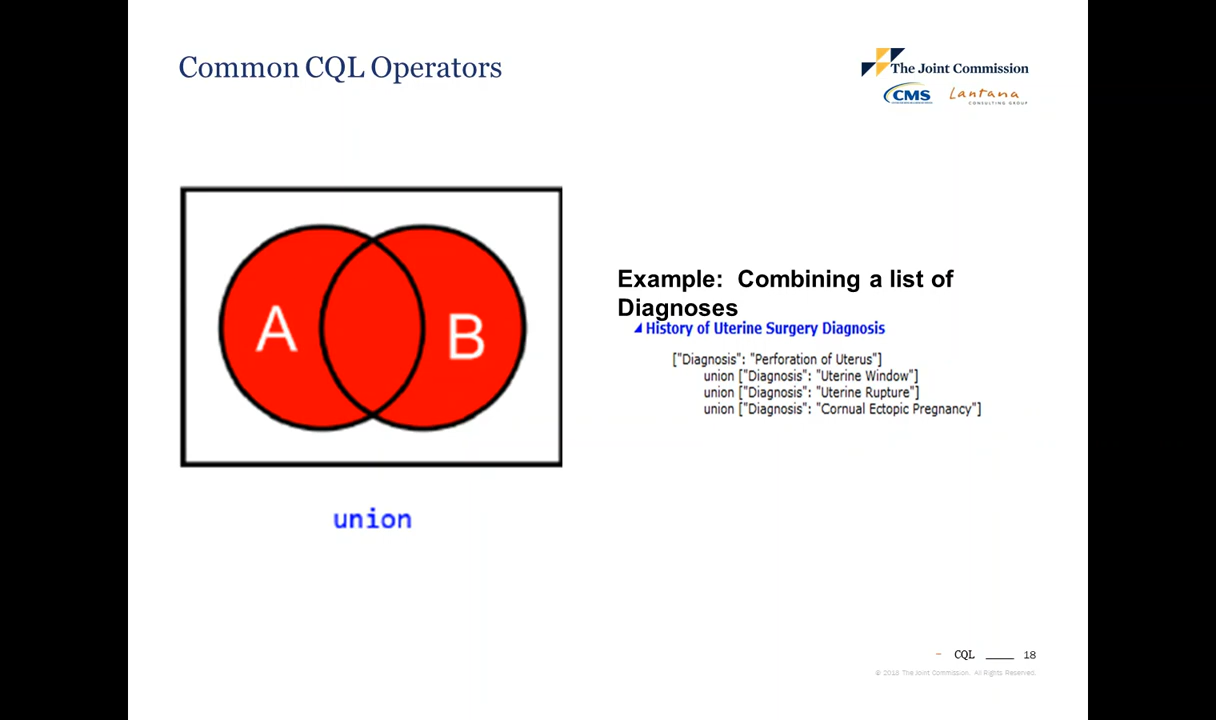 Common CQL Operators
The Joint Commission
CMS
Lantana
CONSULTING GROUP
A
B
union
Example: Combining a list of
Diagnoses
History of Uterine Surgery Diagnosis
["Diagnosis": "Perforation of Uterus"]
union ["Diagnosis": "Uterine Window"]
union ["Diagnosis": "Uterine Rupture"]
union ["Diagnosis": "Cornual Ectopic Pregnancy"]
– CQL ____ 18
© 2018 The Joint Commission. All Rights Reserved.